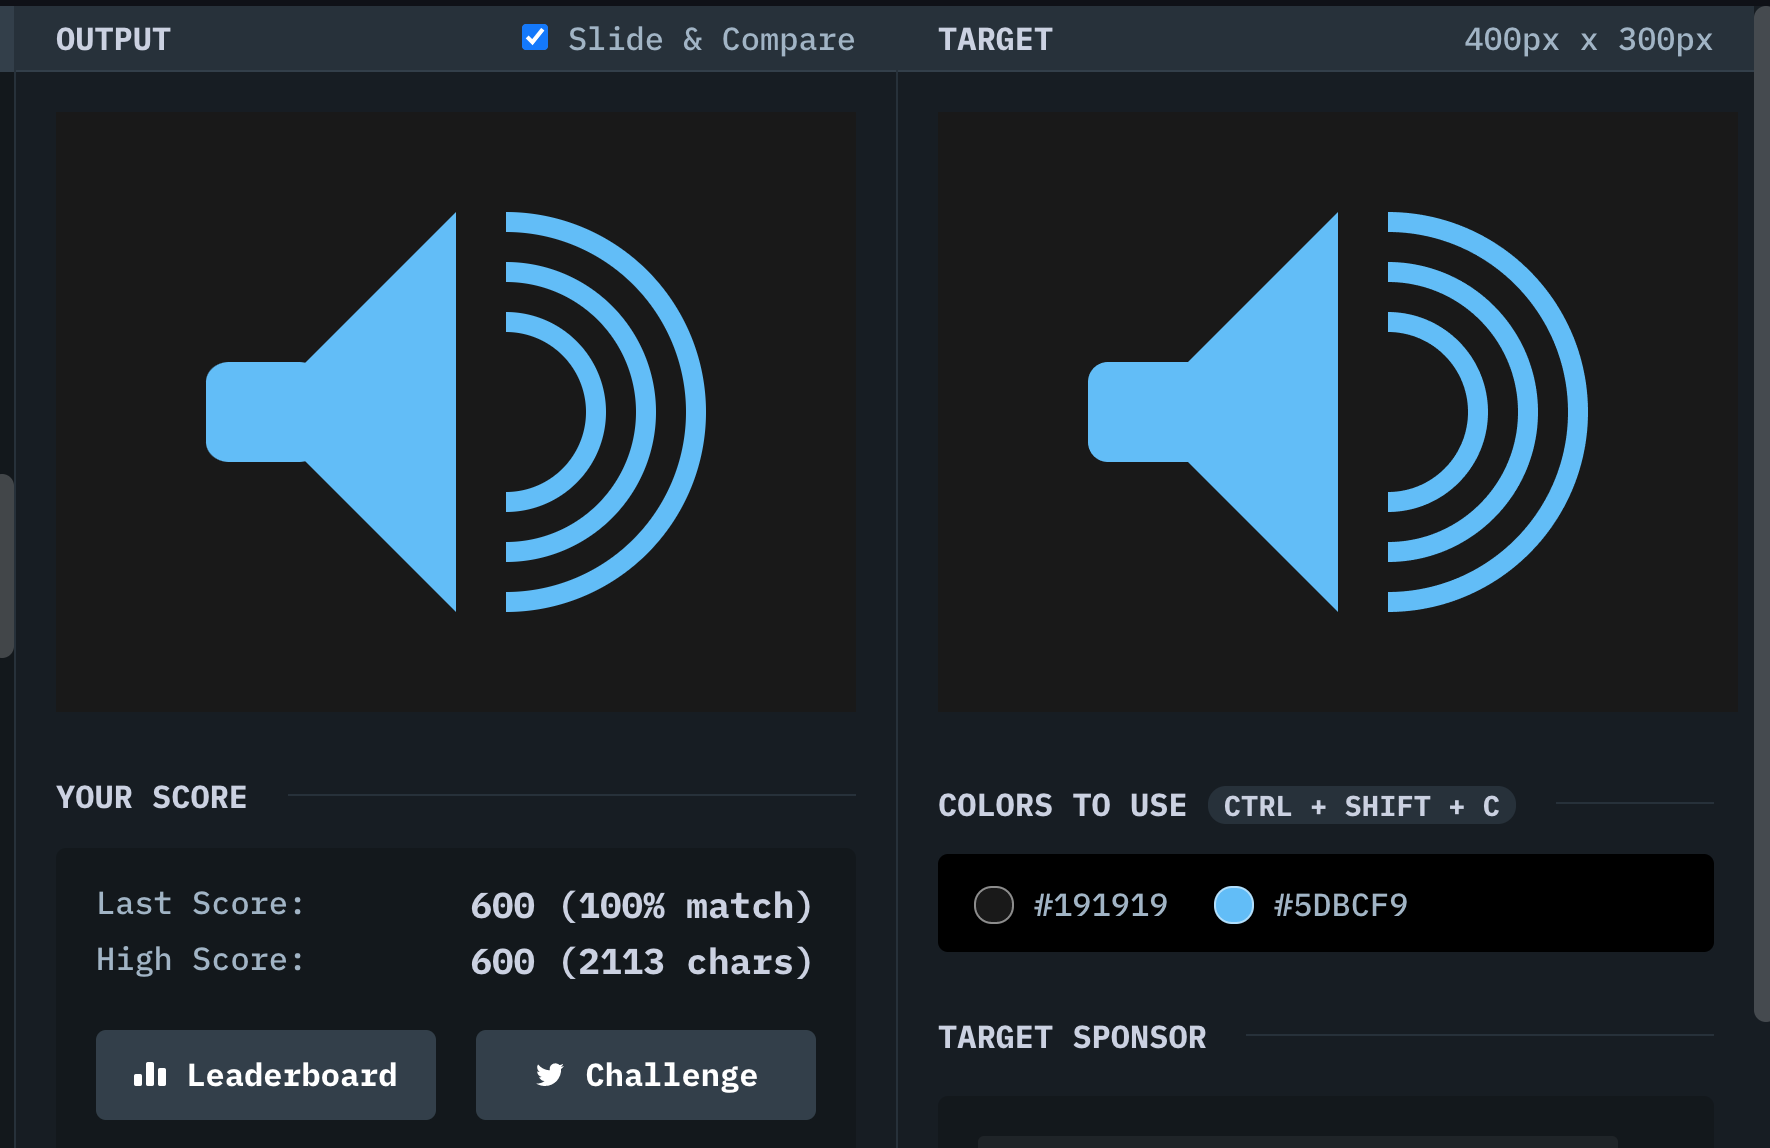 OUTPUT
Slide & Compare
TARGET
400px x 300px
YOUR SCORE
Last Score: 600 (100% match)
High Score: 600 (2113 chars)
Leaderboard
Challenge
COLORS TO USE CTRL + SHIFT + C
#191919 #5DBCF9
TARGET SPONSOR